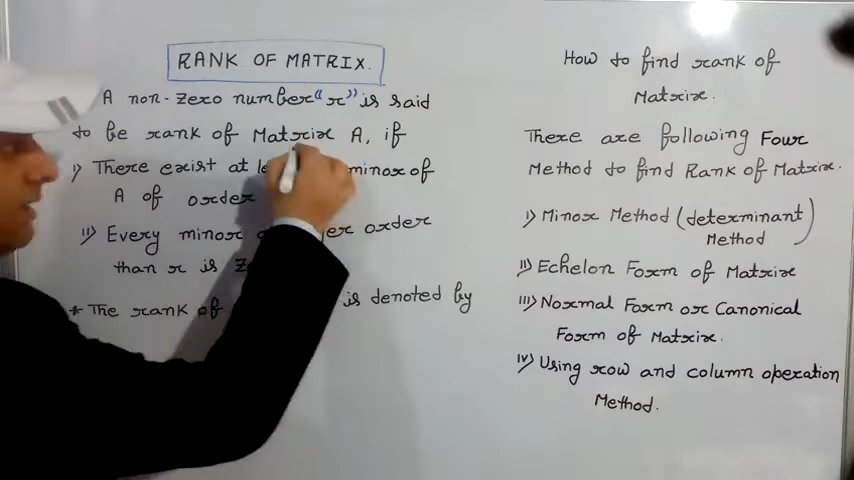 RANK OF MATRIX.
A non-zero number "r" is said
to be rank of Matrix A, if
i) There exist at minor of
A of order
ii) Every minor order
than r is
* The rank of is denoted by
How to find rank of
Matrix.
There are following Four
Method to find Rank of Matrix.
i) Minor Method (determinant
Method)
ii) Echelon Form of Matrix
iii) Normal Form or Canonical
Form of Matrix.
iv) Using row and column operation
Method.